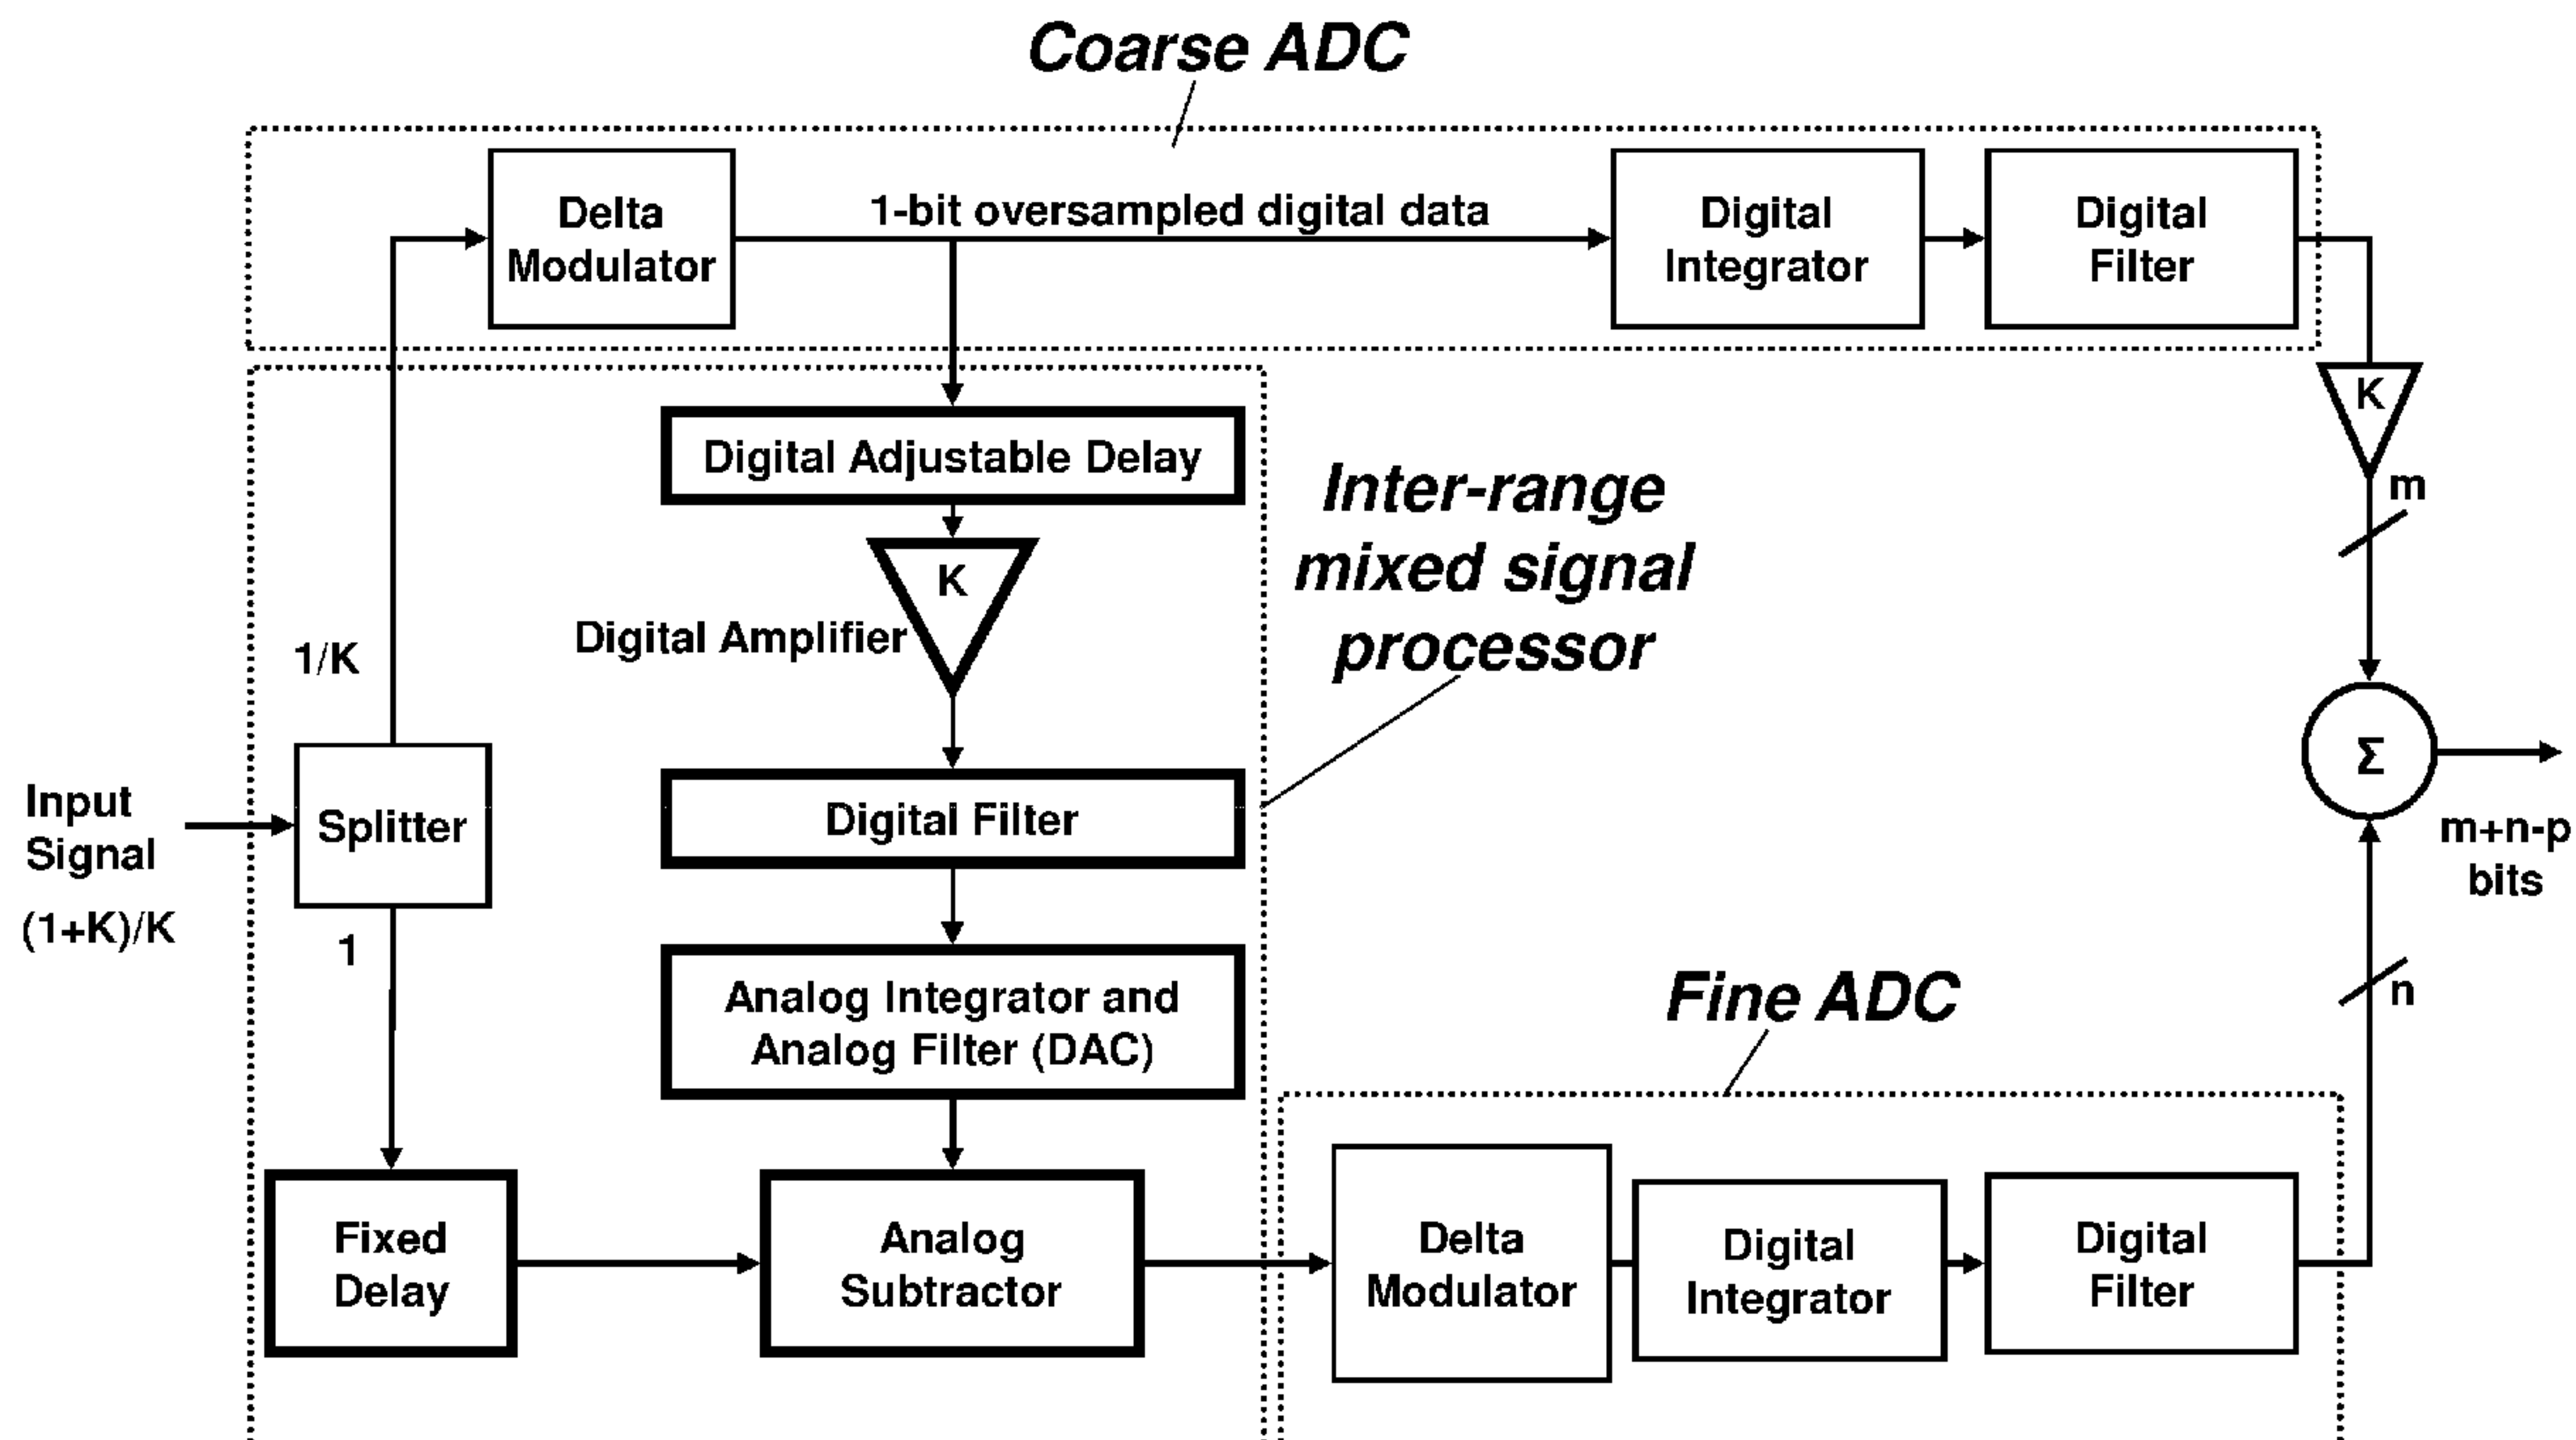 Coarse ADC
Delta
Modulator
1-bit oversampled digital data
Digital
Integrator
Digital
Filter
K
m
Digital Adjustable Delay
K
Digital Amplifier
Inter-range
mixed signal
processor
1/K
Input
Signal
(1+K)/K
Splitter
1
Digital Filter
Analog Integrator and
Analog Filter (DAC)
Fixed
Delay
Analog
Subtractor
Fine ADC
Delta
Modulator
Digital
Integrator
Digital
Filter
n
Σ
m+n-p
bits